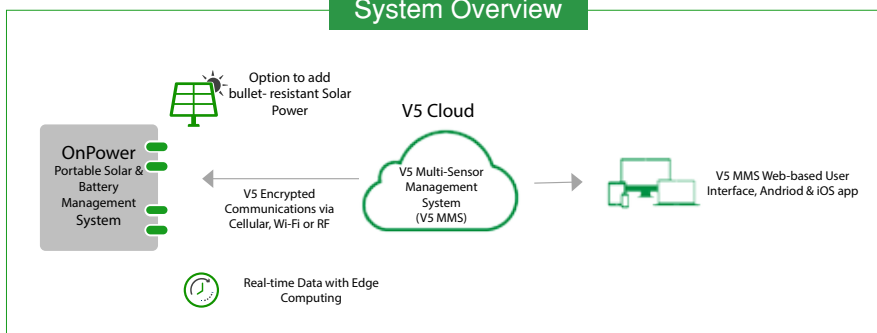 System Overview
Option to add
bullet- resistant Solar
Power
V5 Cloud
OnPower
Portable Solar &
Battery
Management
System
V5 Multi-Sensor
Management
System
(V5 MMS)
V5 MMS Web-based User
Interface, Andriod & iOS app
V5 Encrypted
Communications via
Cellular, Wi-Fi or RF
Real-time Data with Edge
Computing